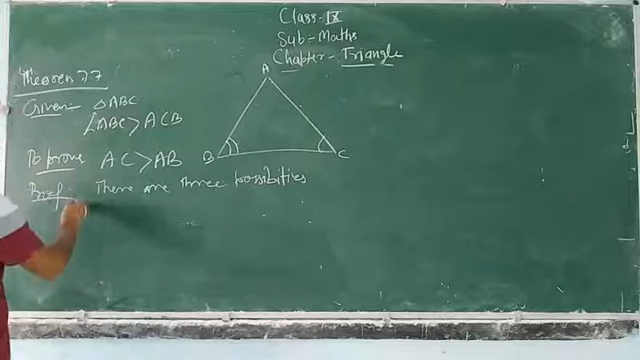 Class-IX
Sub=Maths
Chapter-Triangle
Theorem 7.7
Given- △ABC
∠ABC > ACB
To prove AC > AB
Proof: There are three possibities
A
B
C